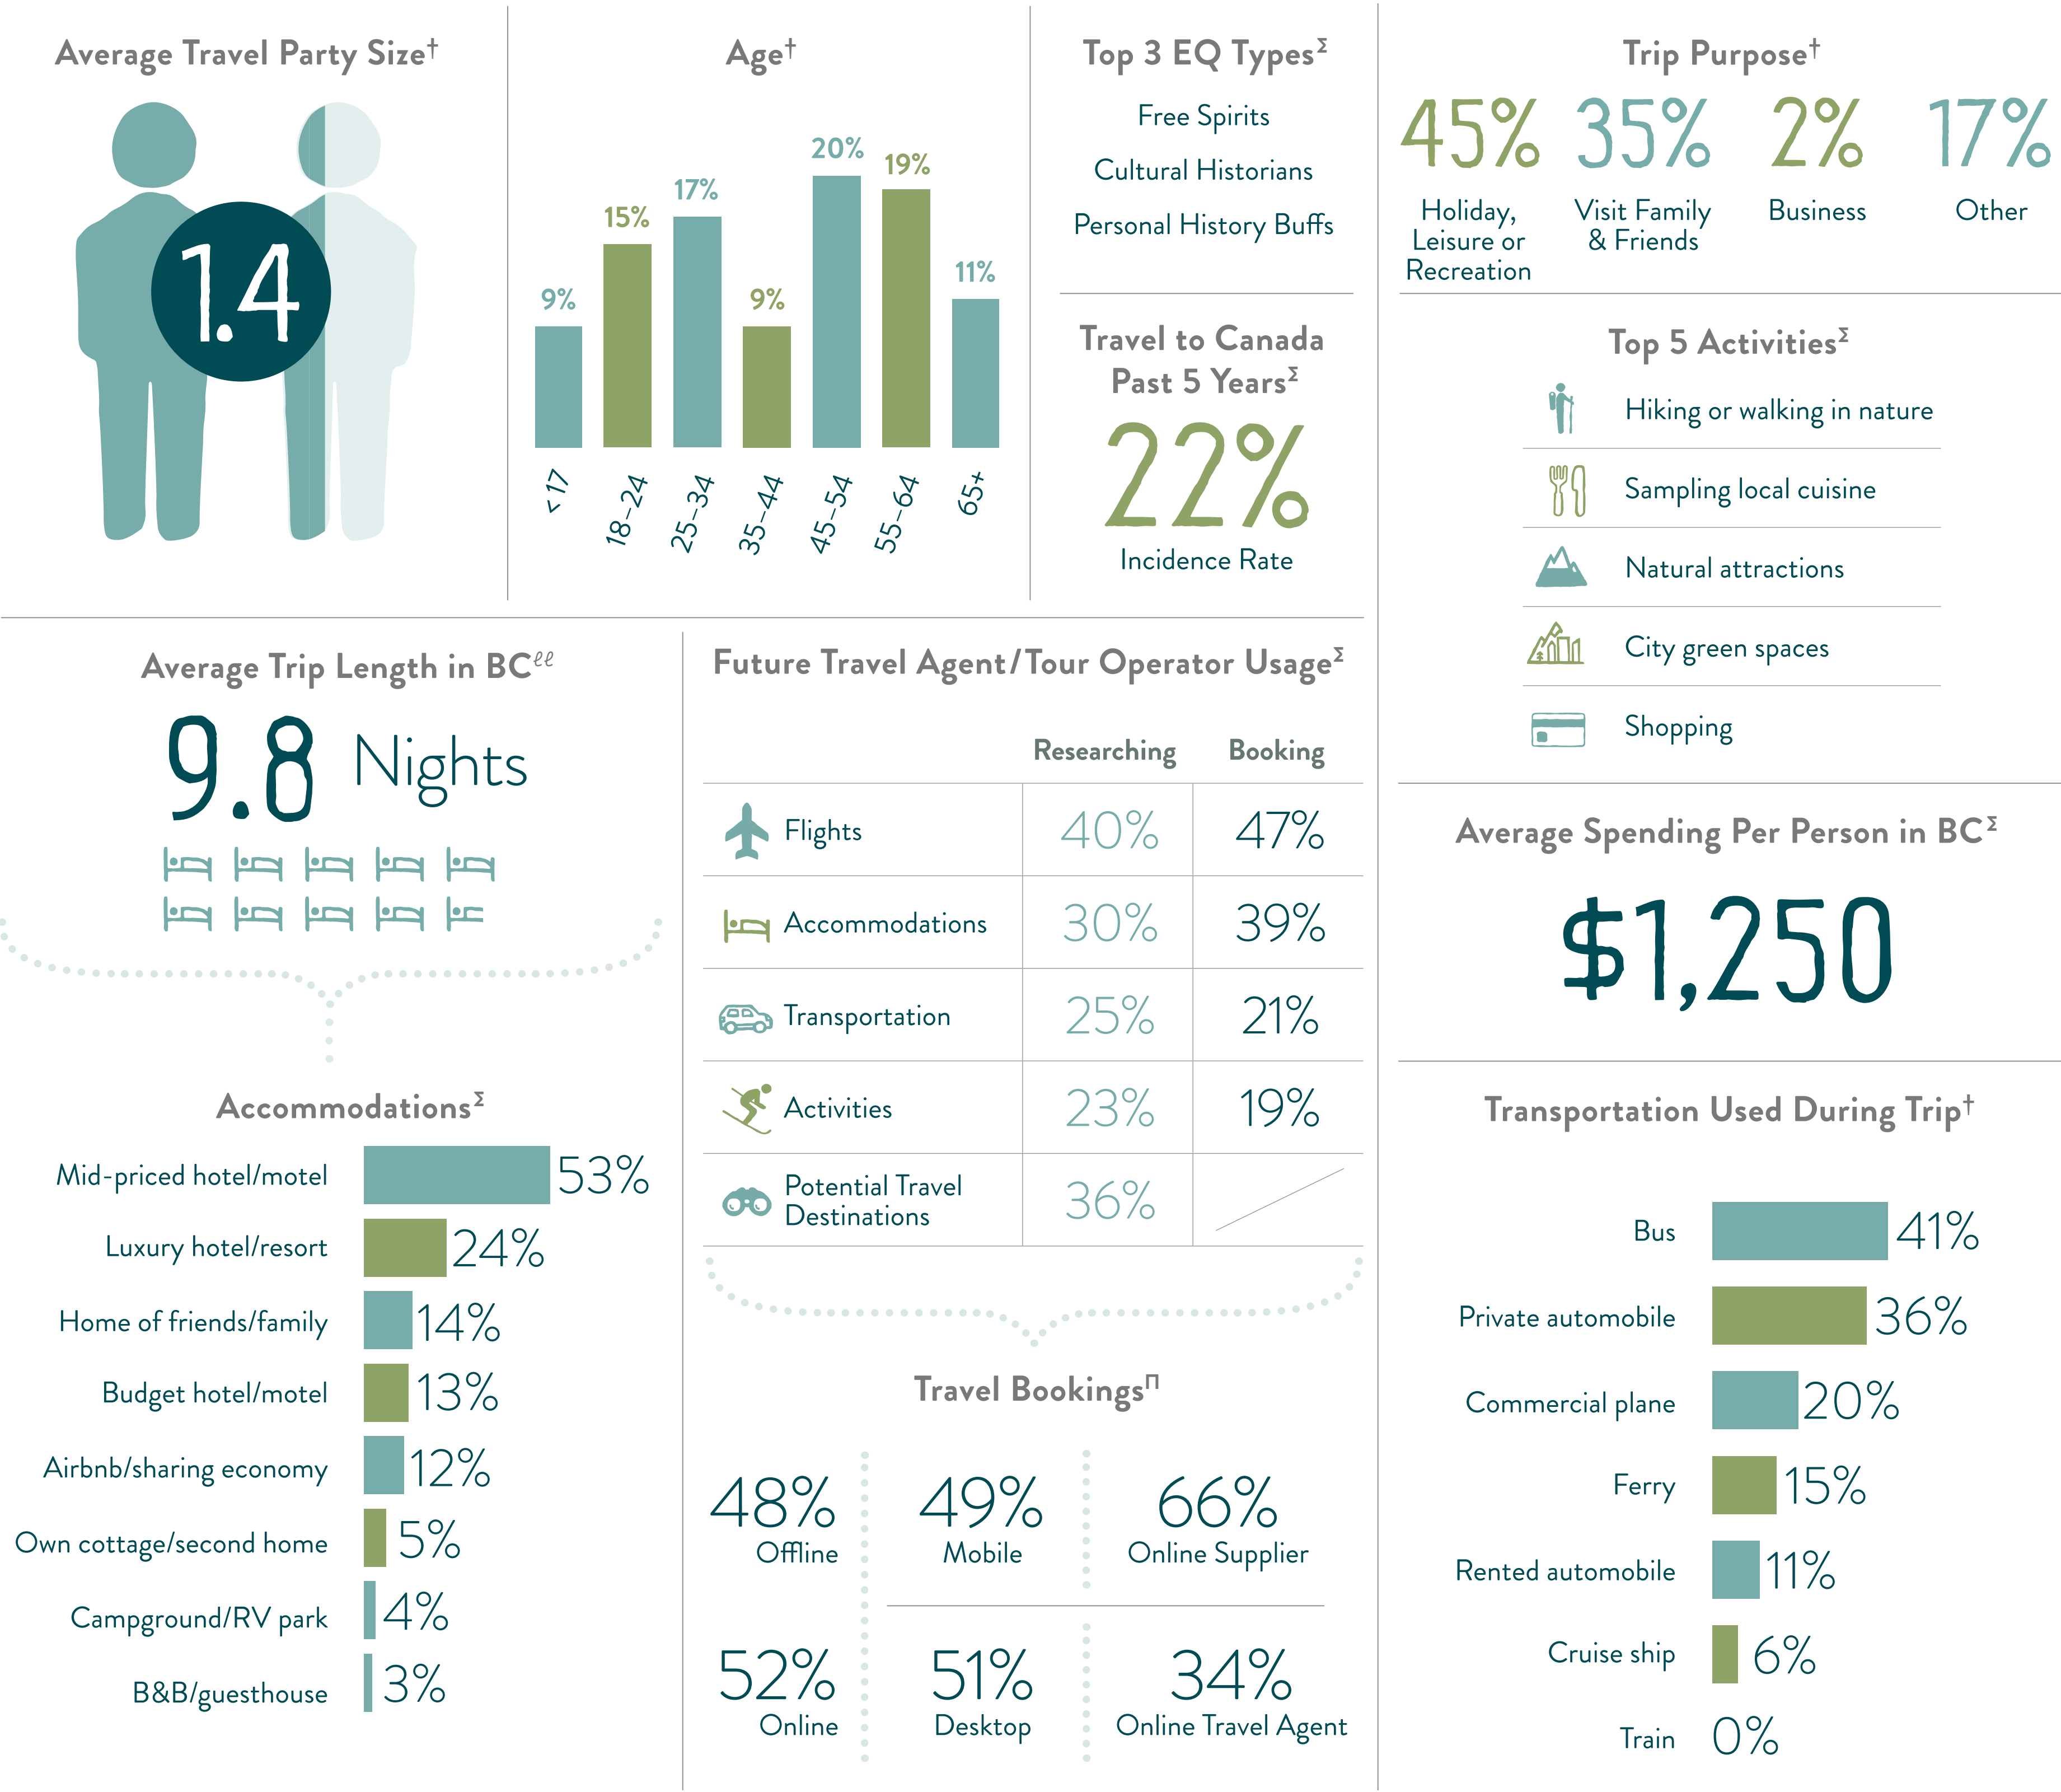 Average Travel Party Size†
1.4
Age†
9%
15%
17%
9%
20%
19%
11%
<17
18–24
25–34
35–44
45–54
55–64
65+
Top 3 EQ TypesΣ
Free Spirits
Cultural Historians
Personal History Buffs
Travel to Canada
Past 5 YearsΣ
22%
Incidence Rate
Trip Purpose†
45% 35% 2% 17%
Holiday,
Leisure or
Recreation
Visit Family
& Friends
Business
Other
Top 5 ActivitiesΣ
Hiking or walking in nature
Sampling local cuisine
Natural attractions
City green spaces
Shopping
Average Trip Length in BCℓℓ
9.8 Nights
AccommodationsΣ
Mid-priced hotel/motel 53%
Luxury hotel/resort 24%
Home of friends/family 14%
Budget hotel/motel 13%
Airbnb/sharing economy 12%
Own cottage/second home 5%
Campground/RV park 4%
B&B/guesthouse 3%
Future Travel Agent/Tour Operator UsageΣ
Researching Booking
Flights 40% 47%
Accommodations 30% 39%
Transportation 25% 21%
Activities 23% 19%
Potential Travel
Destinations
36%
Travel BookingsΠ
48% 49% 66%
Offline Mobile Online Supplier
52% 51% 34%
Online Desktop Online Travel Agent
Average Spending Per Person in BCΣ
$1,250
Transportation Used During Trip†
Bus 41%
Private automobile 36%
Commercial plane 20%
Ferry 15%
Rented automobile 11%
Cruise ship 6%
Train 0%